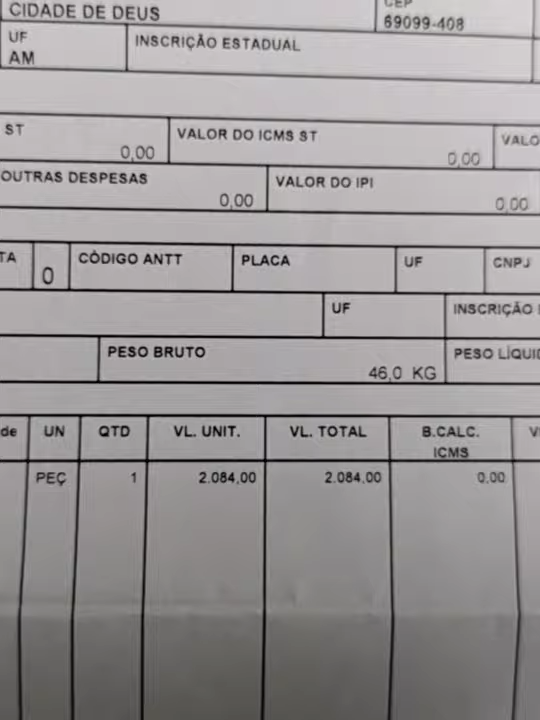 CIDADE DE DEUS
CEP
69099-408
UF
AM
INSCRIÇÃO ESTADUAL
ST
0,00
VALOR DO ICMS ST
0,00
VALO
OUTRAS DESPESAS
0,00
VALOR DO IPI
0,00
TA
0
CÓDIGO ANTT
PLACA
UF
CNPJ
UF
INSCRIÇÃO
PESO BRUTO
46,0 KG
PESO LÍQUID
de UN QTD VL. UNIT. VL. TOTAL B.CALC. ICMS V
PEÇ 1 2.084,00 2.084,00 0,00